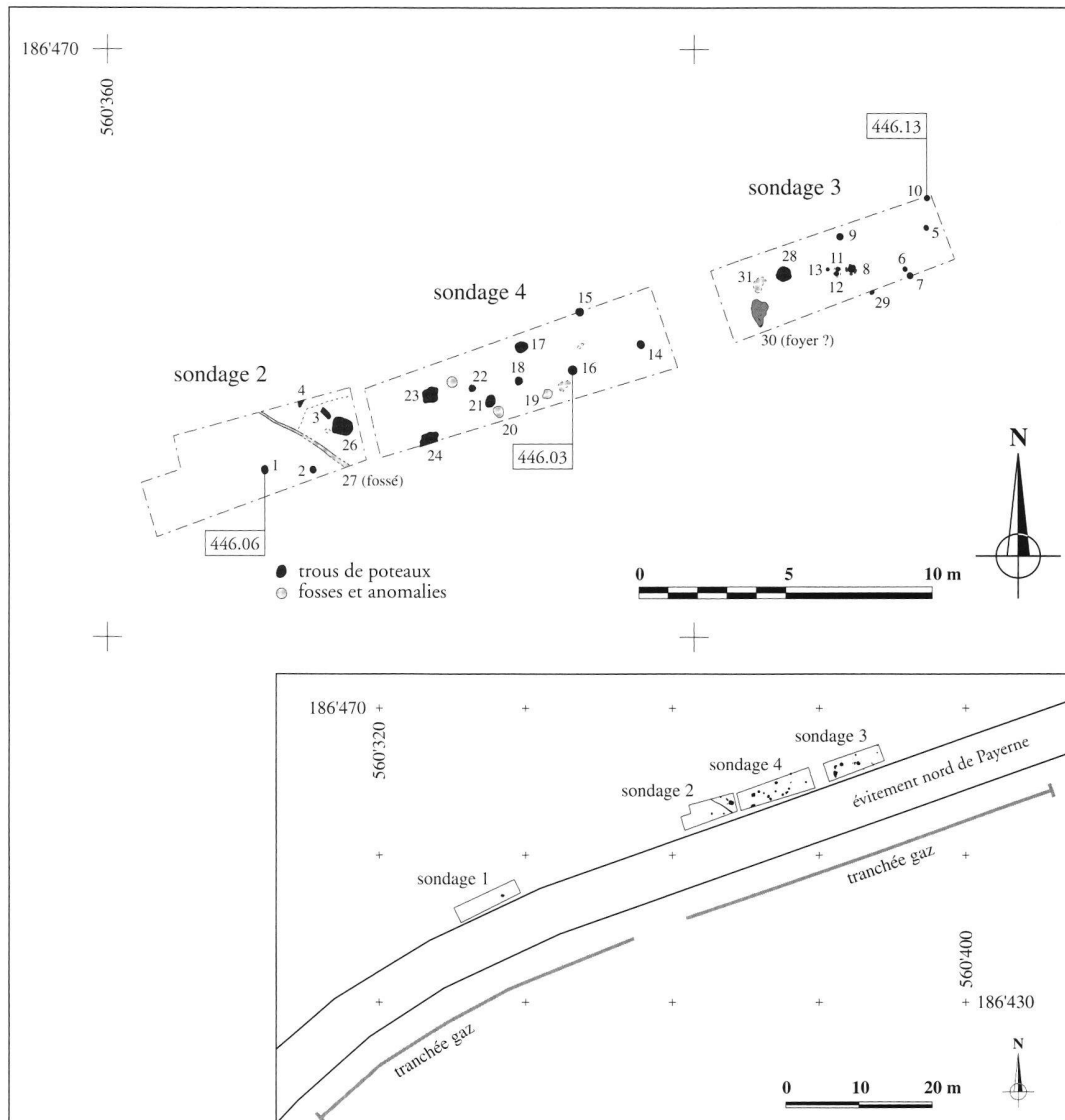 186'470
560'360
446.13
sondage 3
10
5
9
28
11
13
8
6
12
7
31
29
30 (foyer ?)
sondage 4
15
17
14
16
18
22
23
21
19
20
24
446.03
sondage 2
4
3
26
1
2
27 (fossé)
446.06
trous de poteaux
fosses et anomalies
N
0 5 10 m
186'470
560'320
sondage 3
sondage 4
sondage 2
évitement nord de Payerne
sondage 1
tranchée gaz
560'400
186'430
tranchée gaz
N
0 10 20 m